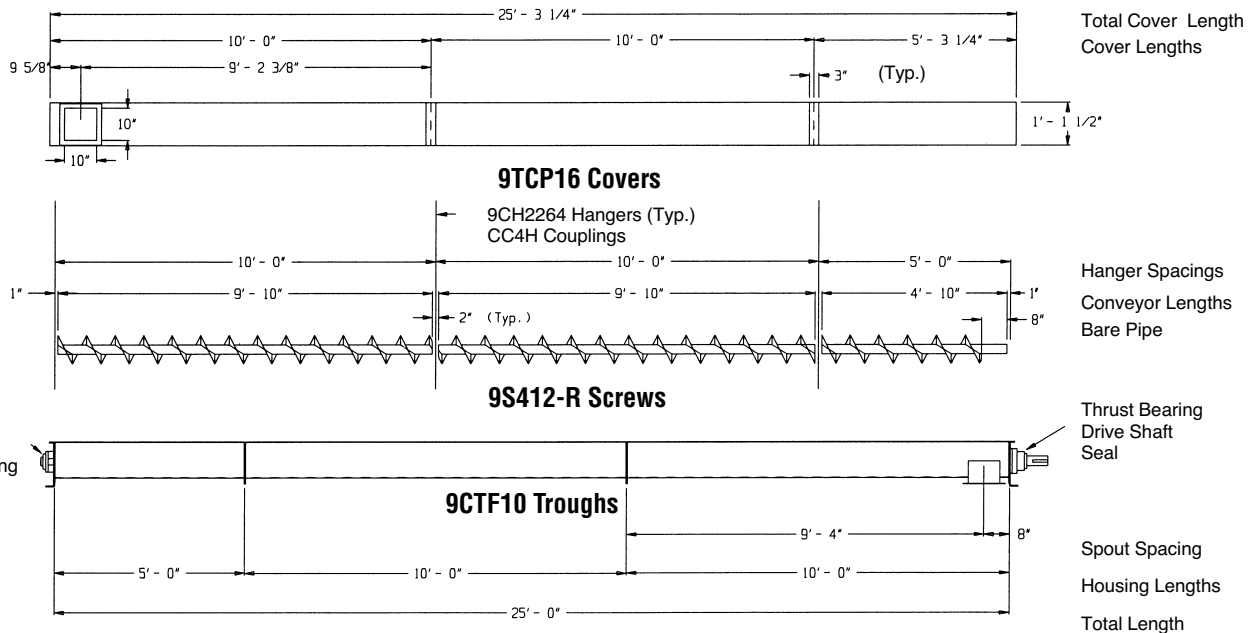 25' - 3 1/4" Total Cover Length
10' - 0" 10' - 0" 5' - 3 1/4" Cover Lengths
9 5/8" 9' - 2 3/8" 3" (Typ.)
10" 1' - 1 1/2"
10"
9TCP16 Covers
9CH2264 Hangers (Typ.)
CC4H Couplings
10' - 0" 10' - 0" 5' - 0" Hanger Spacings
1" 9' - 10" 9' - 10" 4' - 10" 1" Conveyor Lengths
2" (Typ.) 8" Bare Pipe
9S412-R Screws
Thrust Bearing
Drive Shaft
Seal
9CTF10 Troughs
9' - 4" 8" Spout Spacing
5' - 0" 10' - 0" 10' - 0" Housing Lengths
25' - 0" Total Length